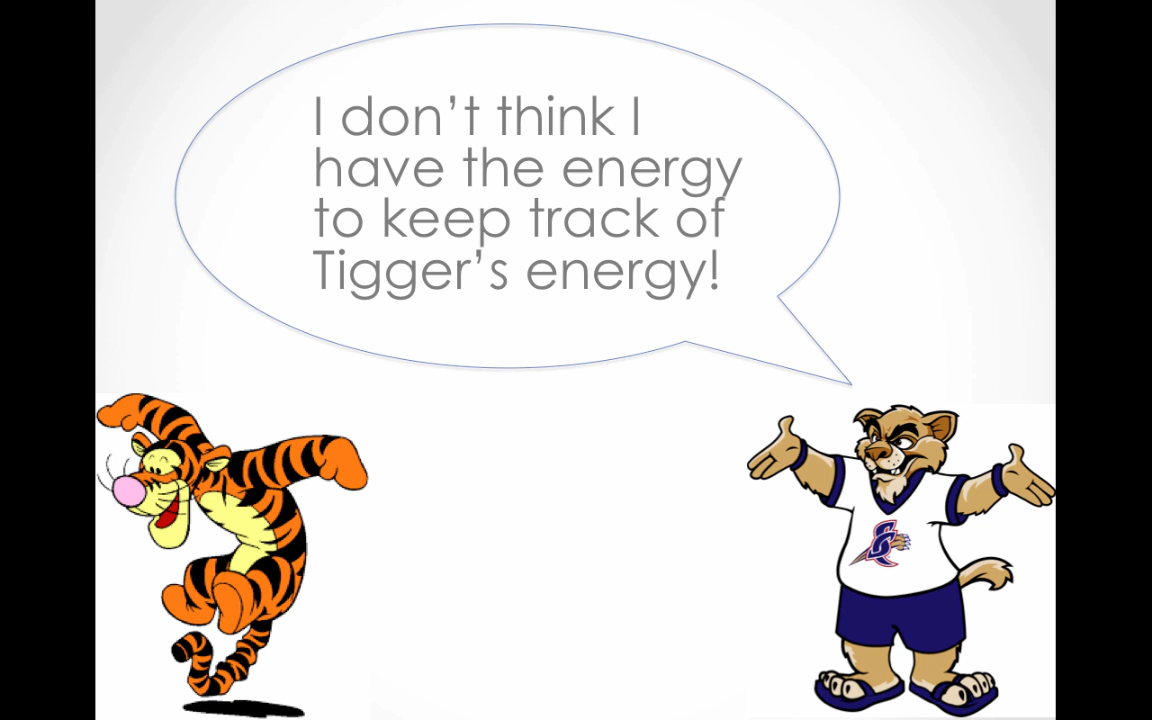 I don’t think I
have the energy
to keep track of
Tigger’s energy!